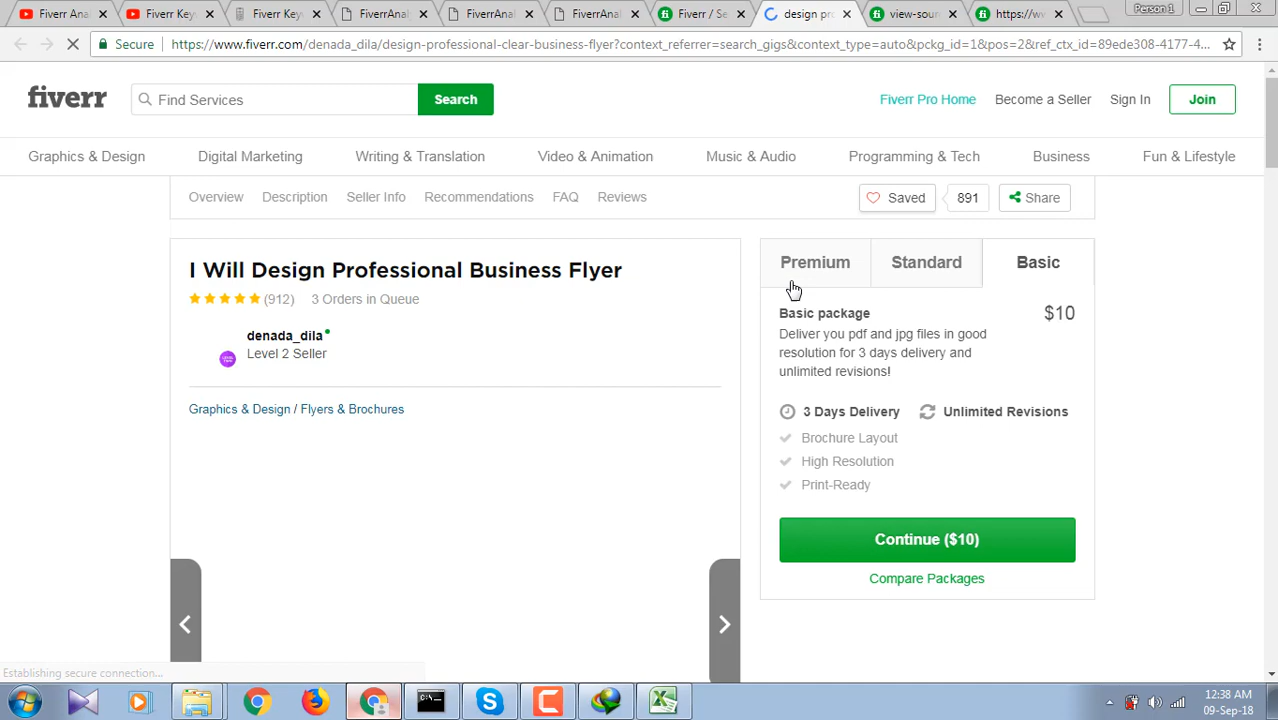 Fiverr Ana
Fiverr Key
Fiverr Key
FiverrAnal
FiverrAnal
FiverrAnal
Fiverr / Se
design pro
view-sour
https://w
Person 1
Secure
https://www.fiverr.com/denada_dila/design-professional-clear-business-flyer?context_referrer=search_gigs&context_type=auto&pckg_id=1&pos=2&ref_ctx_id=89ede308-4177-4...
fiverr
Find Services
Search
Fiverr Pro Home
Become a Seller
Sign In
Join
Graphics & Design
Digital Marketing
Writing & Translation
Video & Animation
Music & Audio
Programming & Tech
Business
Fun & Lifestyle
Overview
Description
Seller Info
Recommendations
FAQ
Reviews
Saved
891
Share
I Will Design Professional Business Flyer
(912)
3 Orders in Queue
denada_dila
Level 2 Seller
Graphics & Design / Flyers & Brochures
Premium
Standard
Basic
Basic package
$10
Deliver you pdf and jpg files in good
resolution for 3 days delivery and
unlimited revisions!
3 Days Delivery
Unlimited Revisions
Brochure Layout
High Resolution
Print-Ready
Continue ($10)
Compare Packages
Establishing secure connection...
12:38 AM
09-Sep-18